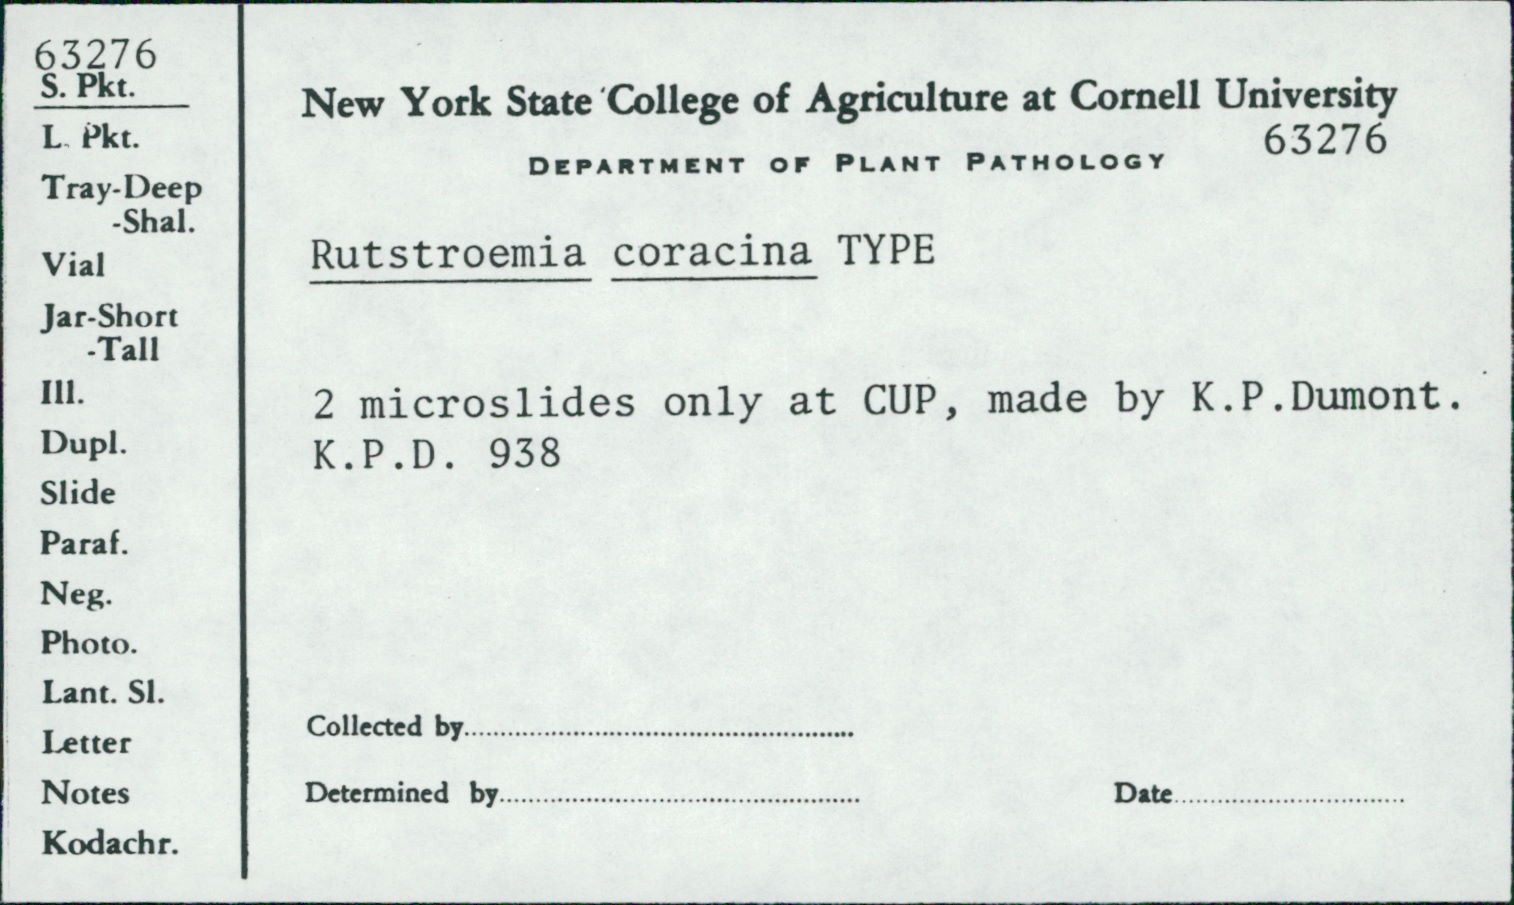 63276
S. Pkt.
L. Pkt.
Tray-Deep
-Shal.
Vial
Jar-Short
-Tall
Ill.
Dupl.
Slide
Paraf.
Neg.
Photo.
Lant. Sl.
Letter
Notes
Kodachr.
New York State College of Agriculture at Cornell University
63276
DEPARTMENT OF PLANT PATHOLOGY
Rutstroemia coracina TYPE
2 microslides only at CUP, made by K.P.Dumont.
K.P.D. 938
Collected by
Determined by
Date